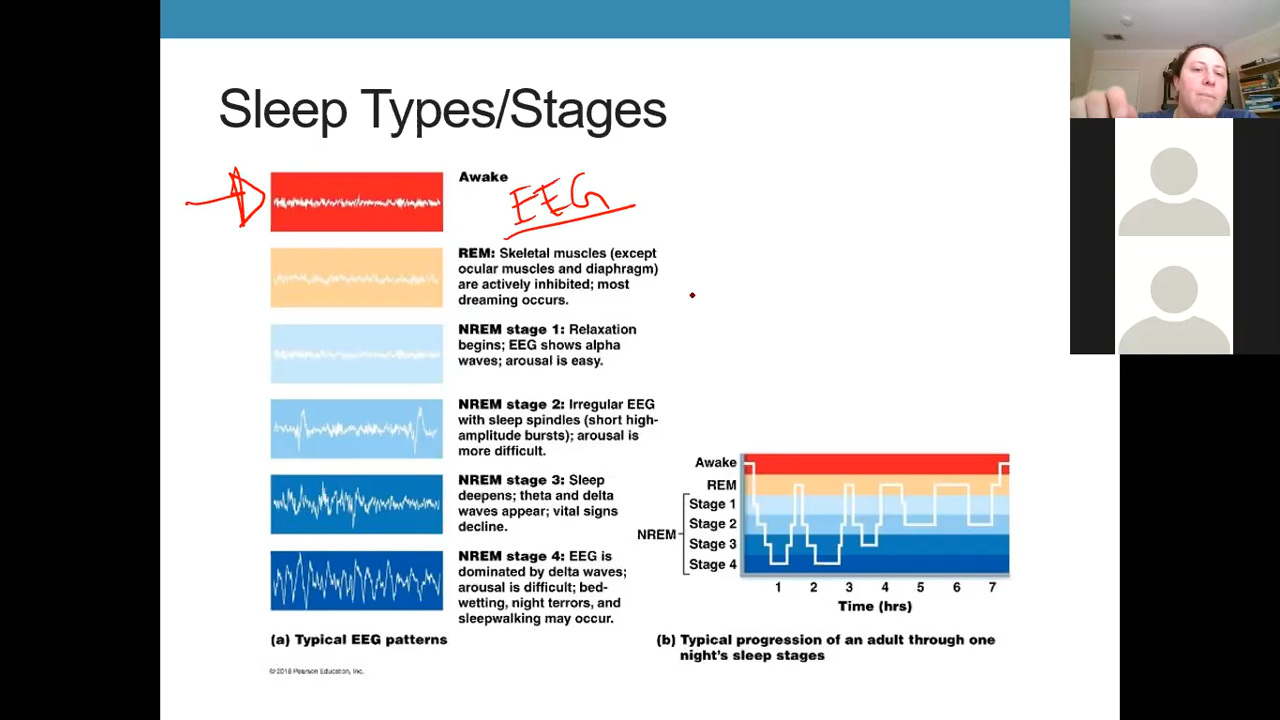 Sleep Types/Stages
Awake
EEG
REM: Skeletal muscles (except
ocular muscles and diaphragm)
are actively inhibited; most
dreaming occurs.
NREM stage 1: Relaxation
begins; EEG shows alpha
waves; arousal is easy.
NREM stage 2: Irregular EEG
with sleep spindles (short high-
amplitude bursts); arousal is
more difficult.
NREM stage 3: Sleep
deepens; theta and delta
waves appear; vital signs
decline.
NREM stage 4: EEG is
dominated by delta waves;
arousal is difficult; bed-
wetting, night terrors, and
sleepwalking may occur.
(a) Typical EEG patterns
© 2016 Pearson Education, Inc.
Awake
REM
Stage 1
Stage 2
NREM
Stage 3
Stage 4
1 2 3 4 5 6 7
Time (hrs)
(b) Typical progression of an adult through one
night's sleep stages